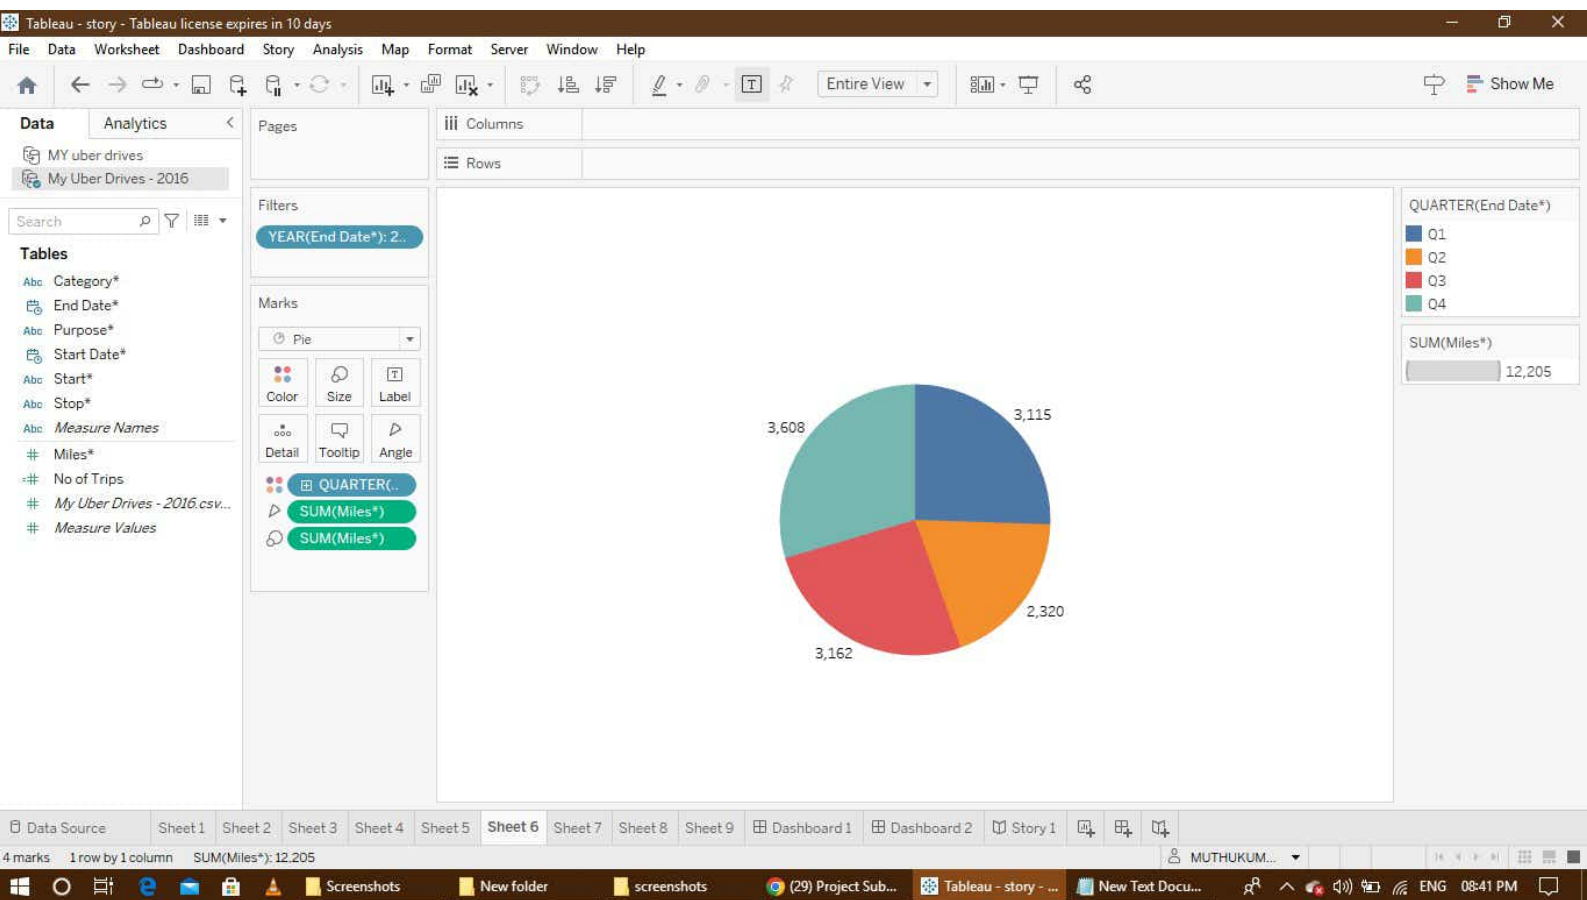 Tableau - story - Tableau license expires in 10 days
File Data Worksheet Dashboard Story Analysis Map Format Server Window Help
Entire View
Show Me
Data Analytics
MY uber drives
My Uber Drives - 2016
Search
Tables
Abc Category*
End Date*
Abc Purpose*
Start Date*
Abc Start*
Abc Stop*
Abc Measure Names
# Miles*
=# No of Trips
# My Uber Drives - 2016.csv...
# Measure Values
Pages
Filters
YEAR(End Date*): 2..
Marks
Pie
Color Size Label
Detail Tooltip Angle
QUARTER(..
SUM(Miles*)
SUM(Miles*)
Columns
Rows
3,115
3,608
2,320
3,162
QUARTER(End Date*)
Q1
Q2
Q3
Q4
SUM(Miles*)
12,205
Data Source Sheet 1 Sheet 2 Sheet 3 Sheet 4 Sheet 5 Sheet 6 Sheet 7 Sheet 8 Sheet 9 Dashboard 1 Dashboard 2 Story 1
4 marks 1 row by 1 column SUM(Miles*): 12,205 MUTHUKUM...
Screenshots New folder screenshots (29) Project Sub... Tableau - story - ... New Text Docu... ENG 08:41 PM